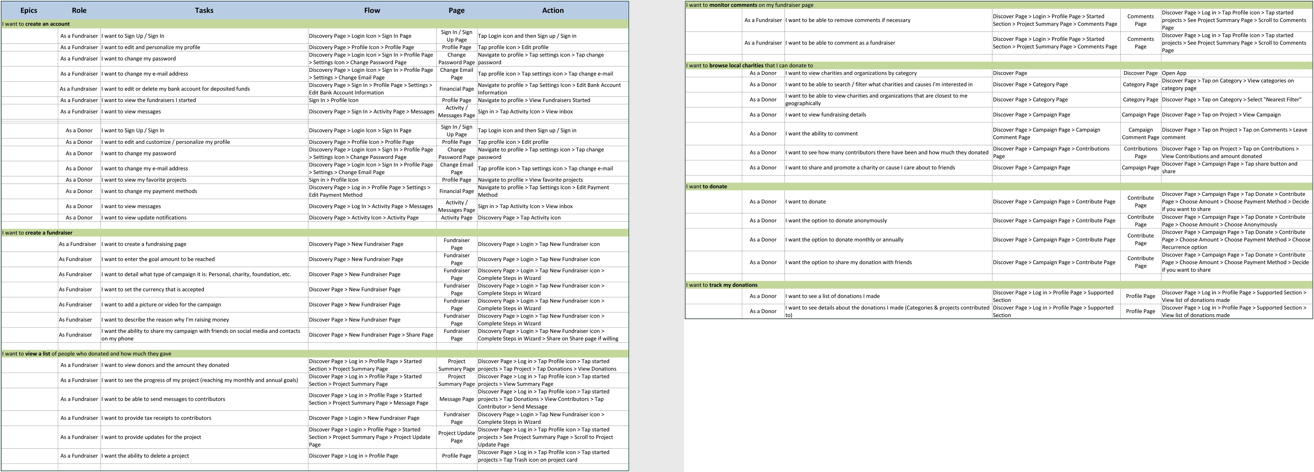 Epics Role Tasks Flow Page Action
I want to create an account
As a Fundraiser I want to Sign Up / Sign In Discovery Page > Login Icon > Sign In Page Sign In / Sign Up Page Tap Login icon and then Sign up / Sign in
As a Fundraiser I want to edit and personalize my profile Discovery Page > Profile Icon > Profile Page Profile Page Tap profile icon > Edit profile
As a Fundraiser I want to change my password Discovery Page > Login Icon > Sign In > Profile Page > Settings Icon > Change Password Page Change Password Page Navigate to profile > Tap settings icon > Tap change password
As a Fundraiser I want to change my e-mail address Discovery Page > Login Icon > Sign In > Profile Page > Settings > Change Email Page Change Email Page Tap profile icon > Tap settings icon > Tap change e-mail
As a Fundraiser I want to edit or delete my bank account for deposited funds Discovery Page > Sign In > Profile Page > Settings > Edit Bank Account Information Financial Page Navigate to profile > Tap Settings Icon > Edit Bank Account Information
As a Fundraiser I want to view the fundraisers I started Sign In > Profile Icon Profile Page Navigate to profile > View Fundraisers Started
As a Fundraiser I want to view messages Discovery Page > Sign In > Activity Page > Messages Activity / Messages Page Sign in > Tap Activity Icon > View inbox
As a Donor I want to Sign Up / Sign In Discovery Page > Login Icon > Sign In Page Sign In / Sign Up Page Tap Login icon and then Sign up / Sign in
As a Donor I want to edit and customize / personalize my profile Discovery Page > Profile Icon > Profile Page Profile Page Tap profile icon > Edit profile
As a Donor I want to change my password Discovery Page > Login Icon > Sign In > Profile Page > Settings Icon > Change Password Page Change Password Page Navigate to profile > Tap settings icon > Tap change password
As a Donor I want to change my e-mail address Discovery Page > Login Icon > Sign In > Profile Page > Settings > Change Email Page Change Email Page Tap profile icon > Tap settings icon > Tap change e-mail
As a Donor I want to view my favorite projects Sign in > Profile Icon Profile Page Navigate to profile > View favorite projects
As a Donor I want to change my payment methods Discovery Page > Log in > Profile Page > Settings > Edit Payment Method Financial Page Navigate to profile > Tap Settings Icon > Edit Payment Method
As a Donor I want to view messages Discovery Page > Log In > Activity Page > Messages Activity / Messages Page Sign in > Tap Activity Icon > View inbox
As a Donor I want to view update notifications Discovery Page > Activity Icon > Activity Page Discovery Page > Tap Activity icon
I want to create a fundraiser
As a Fundraiser I want to create a fundraising page Discovery Page > New Fundraiser Page Fundraiser Page Discovery Page > Login > Tap New Fundraiser icon
As a Fundraiser I want to enter the goal amount to be reached Discovery Page > New Fundraiser Page Fundraiser Page Discovery Page > Login > Tap New Fundraiser icon > Complete Steps in Wizard
As a Fundraiser I want to detail what type of campaign it is: Personal, charity, foundation, etc. Discovery Page > New Fundraiser Page Fundraiser Page Discovery Page > Login > Tap New Fundraiser icon > Complete Steps in Wizard
As Fundraiser I want to set the currency that is accepted Discovery Page > New Fundraiser Page Fundraiser Page Discovery Page > Login > Tap New Fundraiser icon > Complete Steps in Wizard
As Fundraiser I want to add a picture or video for the campaign Discovery Page > New Fundraiser Page Fundraiser Page Discovery Page > Login > Tap New Fundraiser icon > Complete Steps in Wizard
As Fundraiser I want to describe the reason why I'm raising money Discovery Page > New Fundraiser Page Fundraiser Page Discovery Page > Login > Tap New Fundraiser icon > Complete Steps in Wizard
As Fundraiser I want the ability to share my campaign with friends on social media and contacts on my phone Discovery Page > New Fundraiser Page > Share Page Fundraiser Page Discovery Page > Login > Tap New Fundraiser icon > Complete Steps in Wizard > Share on Share page if willing
I want to view a list of people who donated and how much they gave
As a Fundraiser I want to view donors and the amount they donated Discover Page > Log in > Profile Page > Started Section > Project Summary Page Project Summary Page Discovery Page > Log in > Tap Profile icon > Tap started projects > Tap Project > Tap Donations > View Donations
As a Fundraiser I want to see the progress of my project (reaching my monthly and annual goals) Discover Page > Log in > Profile Page > Started Section > Project Summary Page Project Summary Page Discovery Page > Log in > Tap Profile icon > Tap started projects > View Summary Page
As a Fundraiser I want to be able to send messages to contributors Discover Page > Log in > Profile Page > Started Section > Project Summary Page > Message Page Message Page Discovery Page > Log in > Tap Profile icon > Tap started projects > Tap Donations > View Contributors > Tap Contributor > Send Message
As a Fundraiser I want to provide tax receipts to contributors Discover Page > Login > New Fundraiser Page Fundraiser Page Discovery Page > Login > Tap New Fundraiser icon > Complete Steps in Wizard
As a Fundraiser I want to provide updates for the project Discover Page > Login > Profile Page > Started Section > Project Summary Page > Project Update Page Project Update Page Discovery Page > Log in > Tap Profile icon > Tap started projects > See Project Summary Page > Scroll to Project Update Page
As a Fundraiser I want the ability to delete a project Discover Page > Log in > Profile Page Profile Page Discovery Page > Log in > Tap Profile icon > Tap started projects > Tap Trash icon on project card
I want to monitor comments on my fundraiser page
As a Fundraiser I want to be able to remove comments if necessary Discover Page > Login > Profile Page > Started Section > Project Summary Page > Comments Page Comments Page Discover Page > Log in > Tap Profile icon > Tap started projects > See Project Summary Page > Scroll to Comments Page
As a Fundraiser I want to be able to comment as a fundraiser Discover Page > Login > Profile Page > Started Section > Project Summary Page > Comments Page Comments Page Discover Page > Log in > Tap Profile icon > Tap started projects > See Project Summary Page > Scroll to Comments Page
I want to browse local charities that I can donate to
As a Donor I want to view charities and organizations by category Discover Page Discover Page Open App
As a Donor I want to be able to search / filter what charities and causes I'm interested in Discover Page > Category Page Category Page Discover Page > Tap on Category > View categories on category page
As a Donor I want to be able to view charities and organizations that are closest to me geographically Discover Page > Category Page Category Page Discover Page > Tap on Category > Select "Nearest Filter"
As a Donor I want to view fundraising details Discover Page > Campaign Page Campaign Page Discover Page > Tap on Project > View Campaign
As a Donor I want the ability to comment Discover Page > Campaign Page > Campaign Comment Page Campaign Comment Page Discover Page > Tap on Project > Tap on Comments > Leave comment
As a Donor I want to see how many contributors there have been and how much they donated Discover Page > Campaign Page > Contributions Page Contributions Page Discover Page > Tap on Project > Tap on Contributions > View Contributions and amount donated
As a Donor I want to share and promote a charity or cause I care about to friends Discover Page > Campaign Page Campaign Page Discover Page > Campaign Page > Tap share button and share
I want to donate
As a Donor I want to donate Discover Page > Campaign Page > Contribute Page Contribute Page Discover Page > Campaign Page > Tap Donate > Contribute Page > Choose Amount > Choose Payment Method > Decide if you want to share
As a Donor I want the option to donate anonymously Discover Page > Campaign Page > Contribute Page Contribute Page Discover Page > Campaign Page > Tap Donate > Contribute Page > Choose Amount > Choose Anonymously
As a Donor I want the option to donate monthly or annually Discover Page > Campaign Page > Contribute Page Contribute Page Discover Page > Campaign Page > Tap Donate > Contribute Page > Choose Amount > Choose Payment Method > Choose Recurrence option
As a Donor I want the option to share my donation with friends Discover Page > Campaign Page > Contribute Page Contribute Page Discover Page > Campaign Page > Tap Donate > Contribute Page > Choose Amount > Choose Payment Method > Decide if you want to share
I want to track my donations
As a Donor I want to see a list of donations I made Discover Page > Log in > Profile Page > Supported Section Profile Page Discover Page > Log in > Profile Page > Supported Section > View list of donations made
As a Donor I want to see details about the donations I made (Categories & projects contributed to) Discover Page > Log in > Profile Page > Supported Section Profile Page Discover Page > Log in > Profile Page > Supported Section > View list of donations made